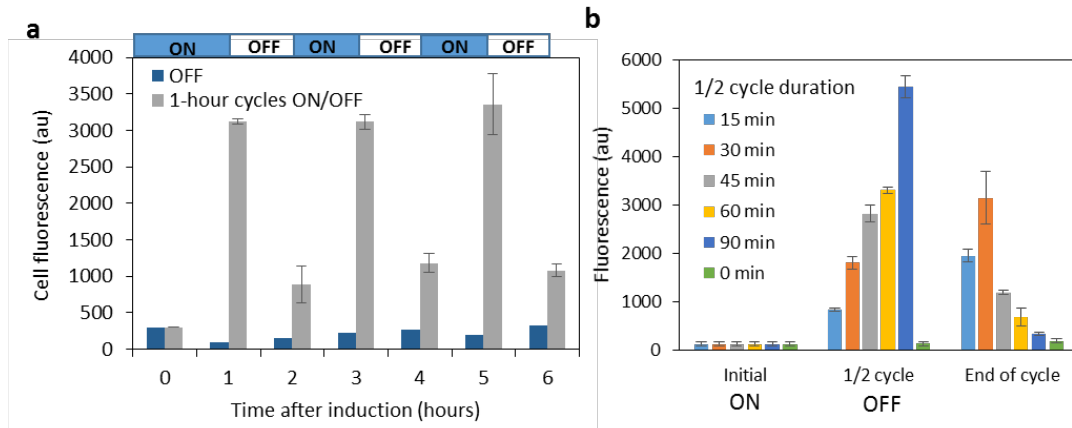 a
ON OFF ON OFF ON OFF
4000
3500
3000
2500
2000
1500
1000
500
0
Cell fluorescence (au)
OFF
1-hour cycles ON/OFF
0 1 2 3 4 5 6
Time after induction (hours)
b
6000
5000
4000
3000
2000
1000
0
Fluorescence (au)
1/2 cycle duration
15 min
30 min
45 min
60 min
90 min
0 min
Initial 1/2 cycle End of cycle
ON OFF